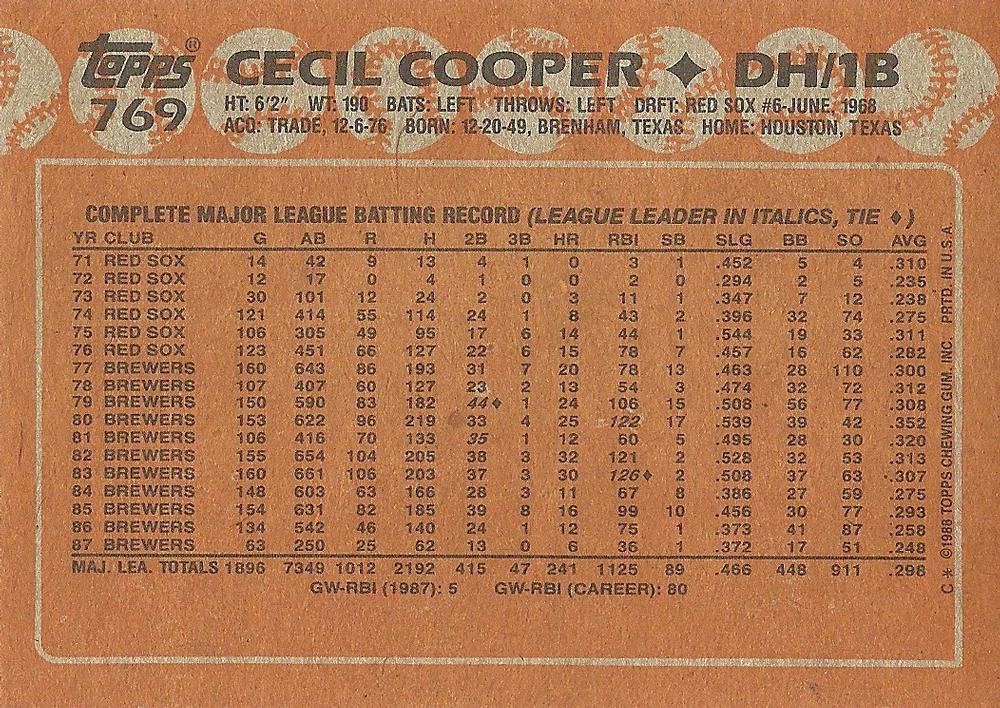 topps® CECIL COOPER ✦ DH/1B
769 HT: 6'2" WT: 190 BATS: LEFT THROWS: LEFT DRFT: RED SOX #6-JUNE, 1968
ACQ: TRADE, 12-6-76 BORN: 12-20-49, BRENHAM, TEXAS HOME: HOUSTON, TEXAS
COMPLETE MAJOR LEAGUE BATTING RECORD (LEAGUE LEADER IN ITALICS, TIE ♦)
YR CLUB G AB R H 2B 3B HR RBI SB SLG BB SO AVG
71 RED SOX 14 42 9 13 4 1 0 3 1 .452 5 4 .310
72 RED SOX 12 17 0 4 1 0 0 2 0 .294 2 5 .235
73 RED SOX 30 101 12 24 2 0 3 11 1 .347 7 12 .238
74 RED SOX 121 414 55 114 24 1 8 43 2 .396 32 74 .275
75 RED SOX 106 305 49 95 17 6 14 44 1 .544 19 33 .311
76 RED SOX 123 451 66 127 22 6 15 78 7 .457 16 62 .282
77 BREWERS 160 643 86 193 31 7 20 78 13 .463 28 110 .300
78 BREWERS 107 407 60 127 23 2 13 54 3 .474 32 72 .312
79 BREWERS 150 590 83 182 44♦ 1 24 106 15 .508 56 77 .308
80 BREWERS 153 622 96 219 33 4 25 122 17 .539 39 42 .352
81 BREWERS 106 416 70 133 35 1 12 60 5 .495 28 30 .320
82 BREWERS 155 654 104 205 38 3 32 121 2 .528 32 53 .313
83 BREWERS 160 661 106 203 37 3 30 126♦ 2 .508 37 63 .307
84 BREWERS 148 603 63 166 28 3 11 67 8 .386 27 59 .275
85 BREWERS 154 631 82 185 39 8 16 99 10 .456 30 77 .293
86 BREWERS 134 542 46 140 24 1 12 75 1 .373 41 87 .258
87 BREWERS 63 250 25 62 13 0 6 36 1 .372 17 51 .248
MAJ. LEA. TOTALS 1896 7349 1012 2192 415 47 241 1125 89 .466 448 911 .298
GW-RBI (1987): 5 GW-RBI (CAREER): 80
C * ©1988 TOPPS CHEWING GUM, INC. PRTD. IN U.S.A.